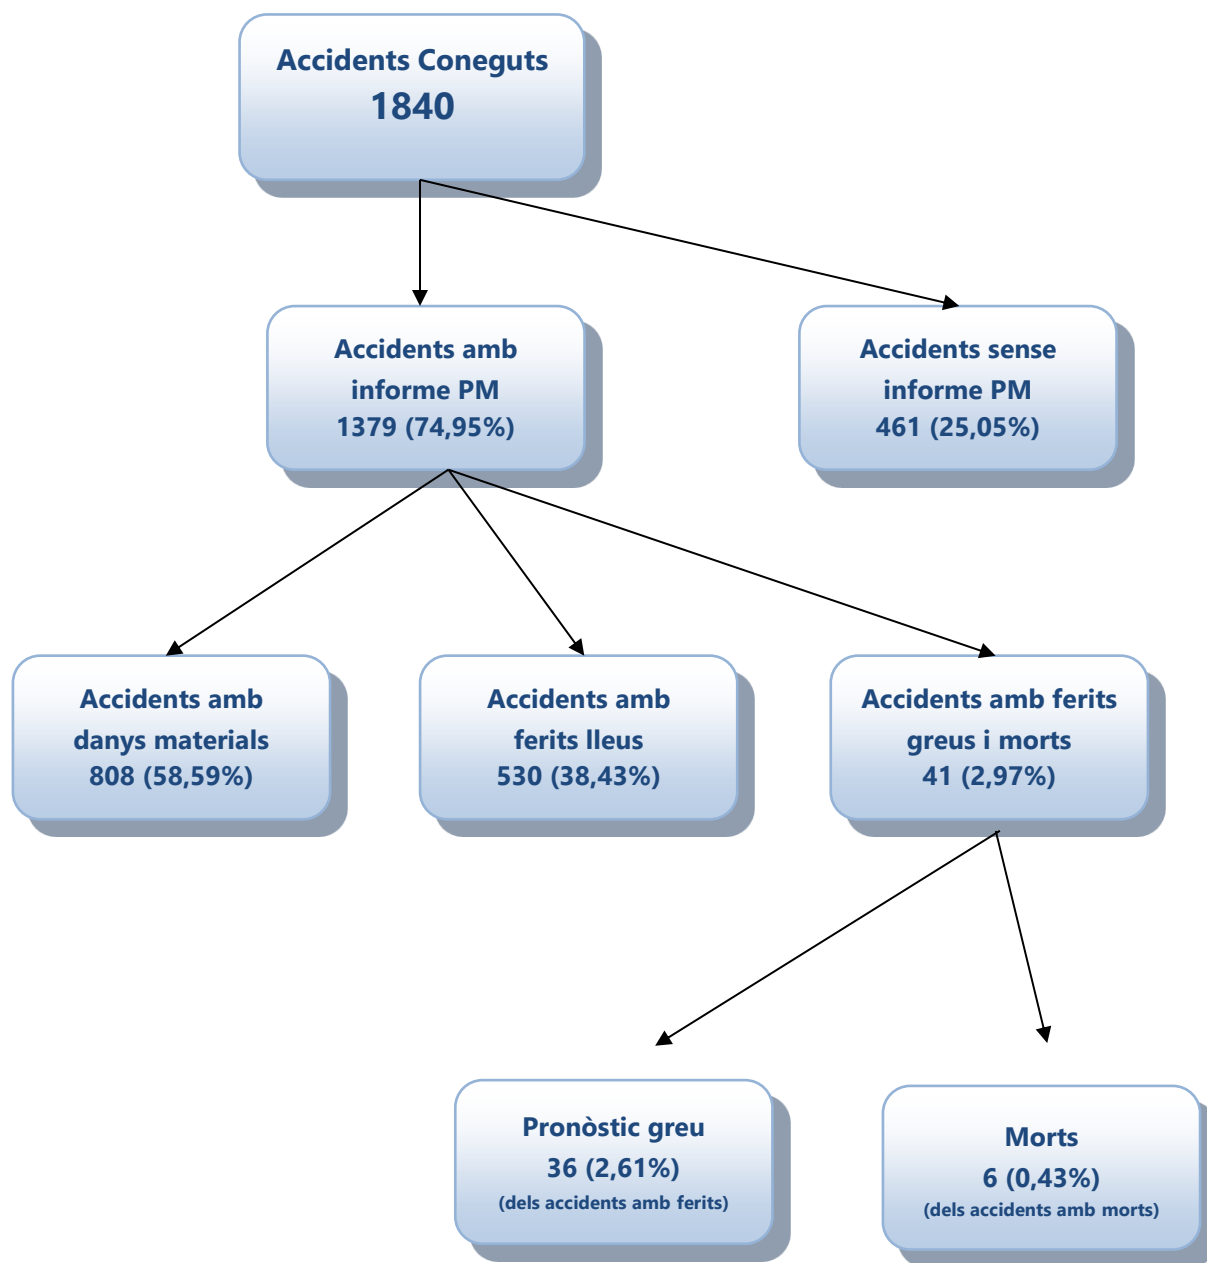 Accidents Coneguts
1840
Accidents amb
informe PM
1379 (74,95%)
Accidents sense
informe PM
461 (25,05%)
Accidents amb
danys materials
808 (58,59%)
Accidents amb
ferits lleus
530 (38,43%)
Accidents amb ferits
greus i morts
41 (2,97%)
Pronòstic greu
36 (2,61%)
(dels accidents amb ferits)
Morts
6 (0,43%)
(dels accidents amb morts)